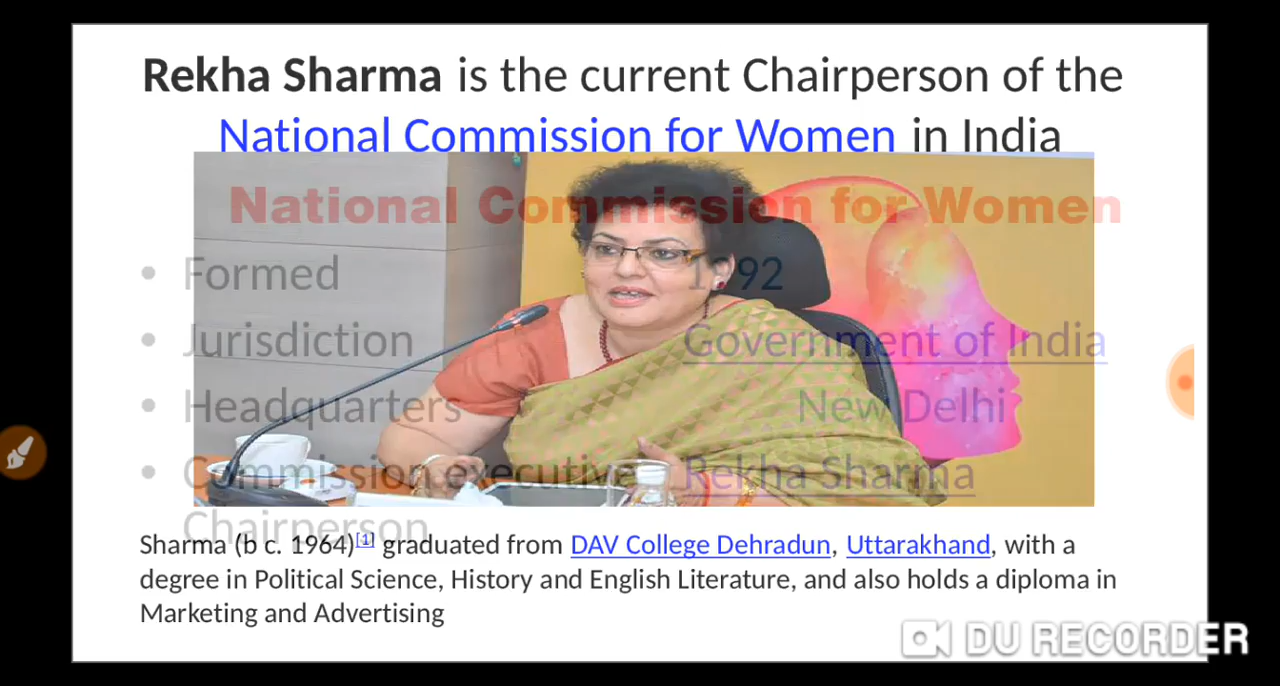 Rekha Sharma is the current Chairperson of the
National Commission for Women in India
National Commission for Women
• Formed 1992
• Jurisdiction Government of India
• Headquarters New Delhi
• Commission executive Rekha Sharma
Chairperson
Sharma (b c. 1964)[1] graduated from DAV College Dehradun, Uttarakhand, with a
degree in Political Science, History and English Literature, and also holds a diploma in
Marketing and Advertising
DU RECORDER